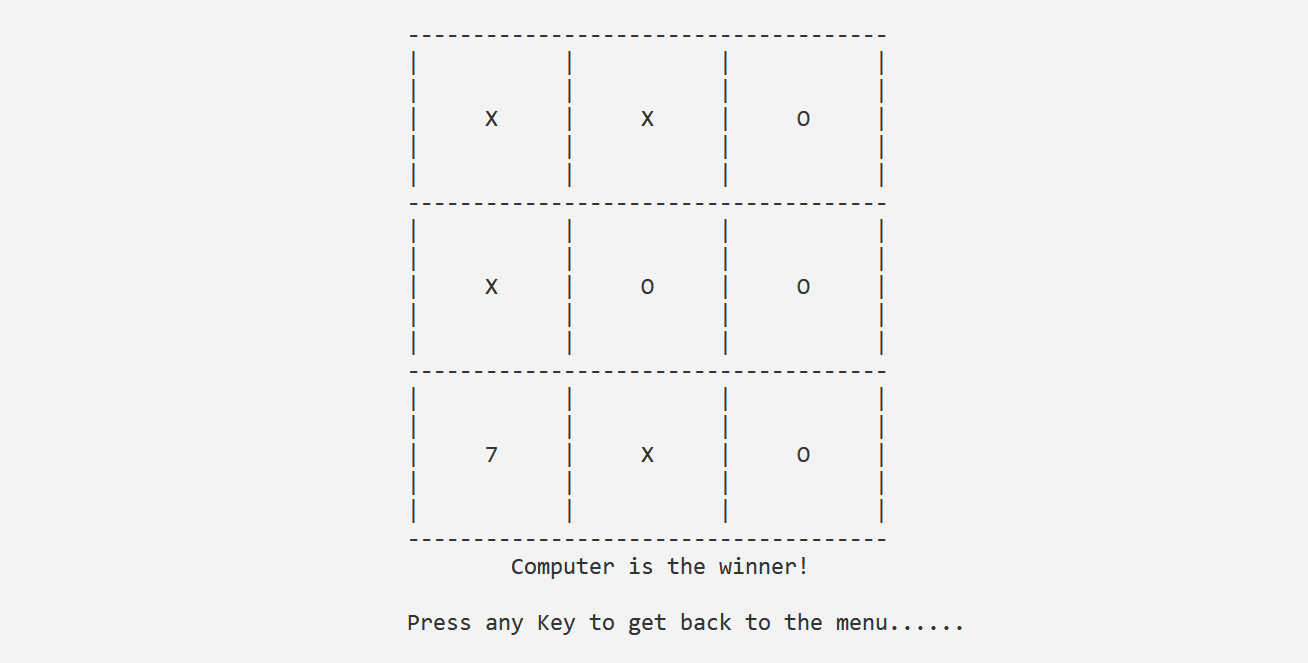 -------------------------------------
|           |           |           |
|           |           |           |
|     X     |     X     |     O     |
|           |           |           |
|           |           |           |
-------------------------------------
|           |           |           |
|           |           |           |
|     X     |     O     |     O     |
|           |           |           |
|           |           |           |
-------------------------------------
|           |           |           |
|           |           |           |
|     7     |     X     |     O     |
|           |           |           |
|           |           |           |
-------------------------------------
Computer is the winner!
Press any Key to get back to the menu......